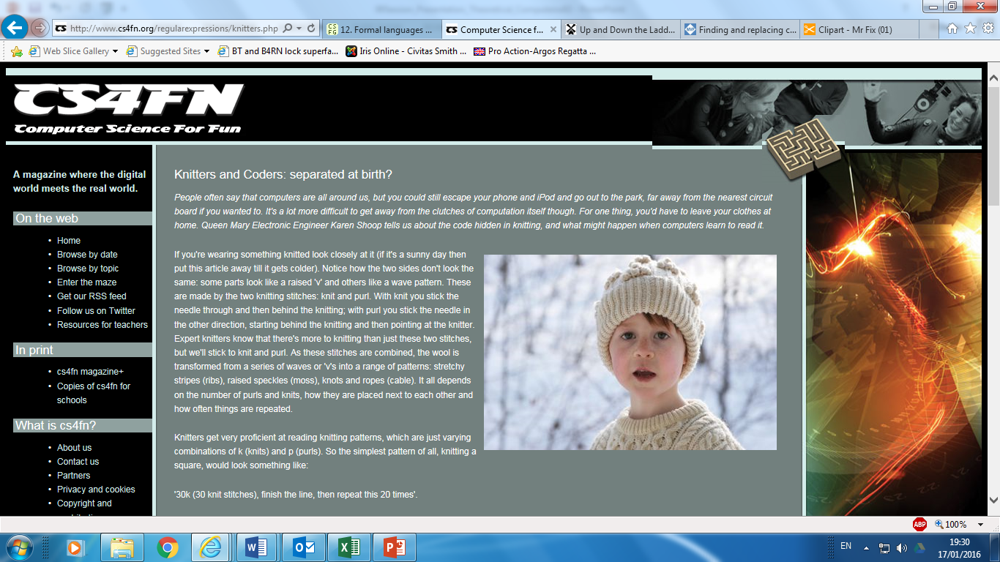 http://www.cs4fn.org/regularexpressions/knitters.php
12. Formal languages ...
Computer Science f...
Up and Down the Ladd...
Finding and replacing c...
Clipart - Mr Fix (01)
Web Slice Gallery
Suggested Sites
BT and B4RN lock superfa...
Iris Online - Civitas Smith ...
Pro Action-Argos Regatta ...
CS4FN
Computer Science For Fun
A magazine where the digital
world meets the real world.
On the web
• Home
• Browse by date
• Browse by topic
• Enter the maze
• Get our RSS feed
• Follow us on Twitter
• Resources for teachers
In print
• cs4fn magazine+
• Copies of cs4fn for
schools
What is cs4fn?
• About us
• Contact us
• Partners
• Privacy and cookies
• Copyright and
Knitters and Coders: separated at birth?
People often say that computers are all around us, but you could still escape your phone and iPod and go out to the park, far away from the nearest circuit
board if you wanted to. It's a lot more difficult to get away from the clutches of computation itself though. For one thing, you'd have to leave your clothes at
home. Queen Mary Electronic Engineer Karen Shoop tells us about the code hidden in knitting, and what might happen when computers learn to read it.
If you're wearing something knitted look closely at it (if it's a sunny day then
put this article away till it gets colder). Notice how the two sides don't look the
same: some parts look like a raised 'v' and others like a wave pattern. These
are made by the two knitting stitches: knit and purl. With knit you stick the
needle through and then behind the knitting; with purl you stick the needle in
the other direction, starting behind the knitting and then pointing at the knitter.
Expert knitters know that there's more to knitting than just these two stitches,
but we'll stick to knit and purl. As these stitches are combined, the wool is
transformed from a series of waves or 'v's into a range of patterns: stretchy
stripes (ribs), raised speckles (moss), knots and ropes (cable). It all depends
on the number of purls and knits, how they are placed next to each other and
how often things are repeated.
Knitters get very proficient at reading knitting patterns, which are just varying
combinations of k (knits) and p (purls). So the simplest pattern of all, knitting a
square, would look something like:
'30k (30 knit stitches), finish the line, then repeat this 20 times'.
ABP
100%
EN
19:30
17/01/2016